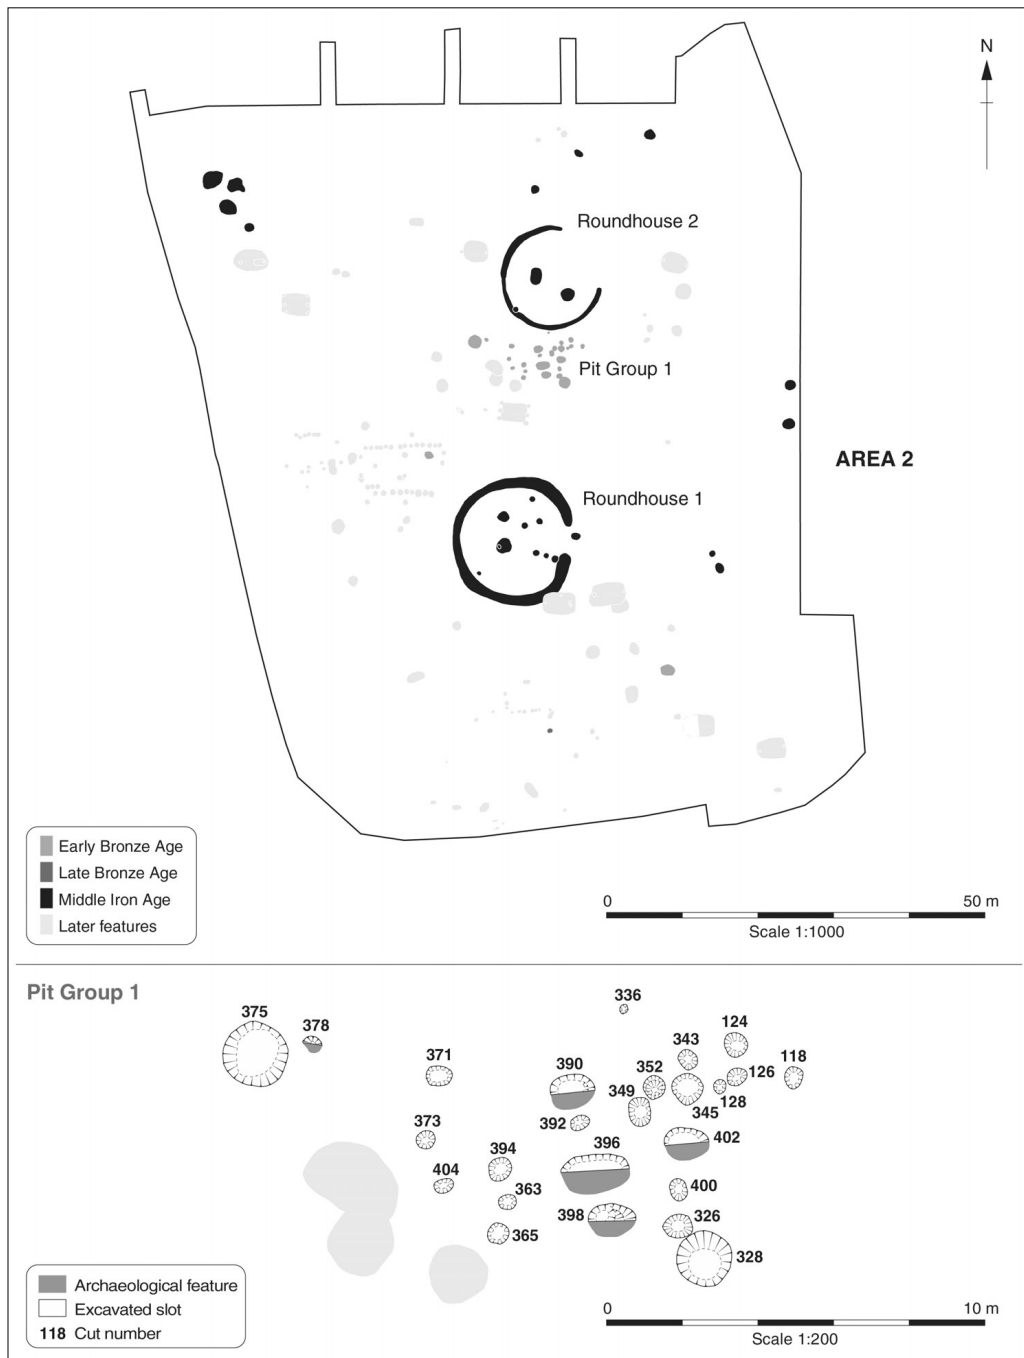 N
Roundhouse 2
Pit Group 1
AREA 2
Roundhouse 1
Early Bronze Age
Late Bronze Age
Middle Iron Age
Later features
0 50 m
Scale 1:1000
Pit Group 1
336
375
378
124
343
371
390
352
126
118
349
128
345
373
392
396
402
394
404
363
400
398
326
365
328
Archaeological feature
Excavated slot
118 Cut number
0 10 m
Scale 1:200